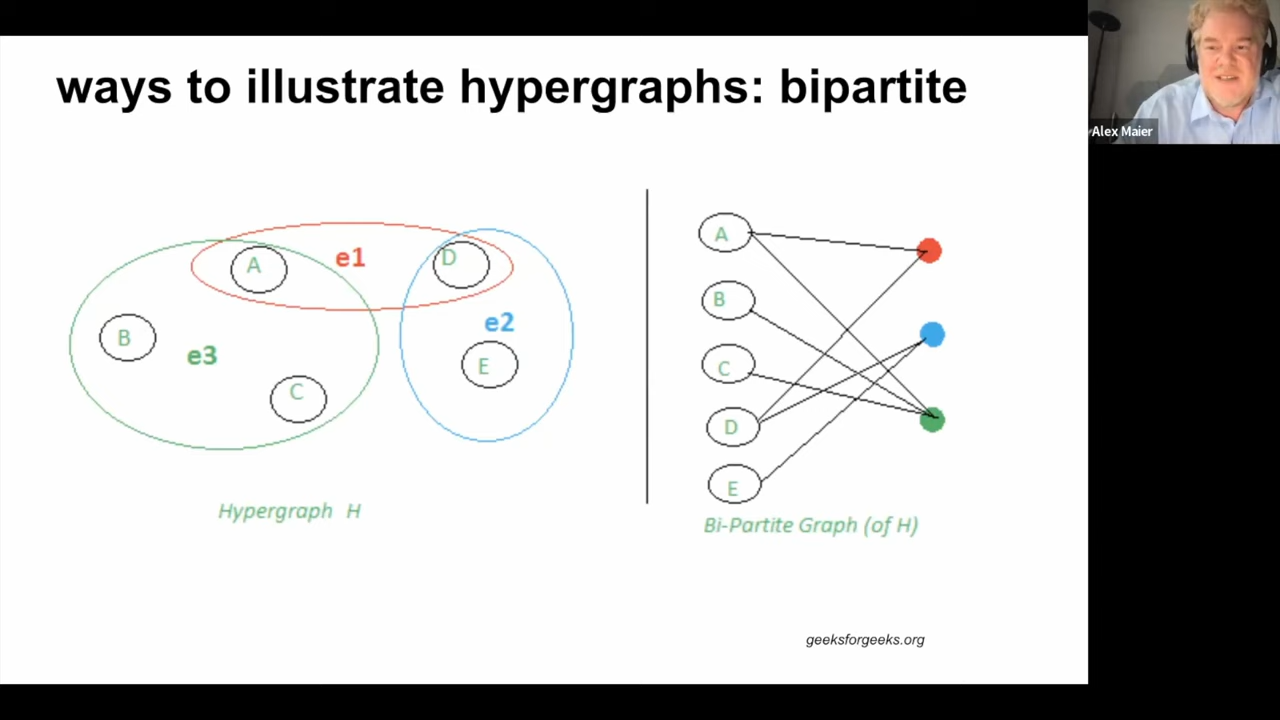 ways to illustrate hypergraphs: bipartite
Alex Maier
A
e1
D
B
e3
C
e2
E
Hypergraph H
A
B
C
D
E
Bi-Partite Graph (of H)
geeksforgeeks.org